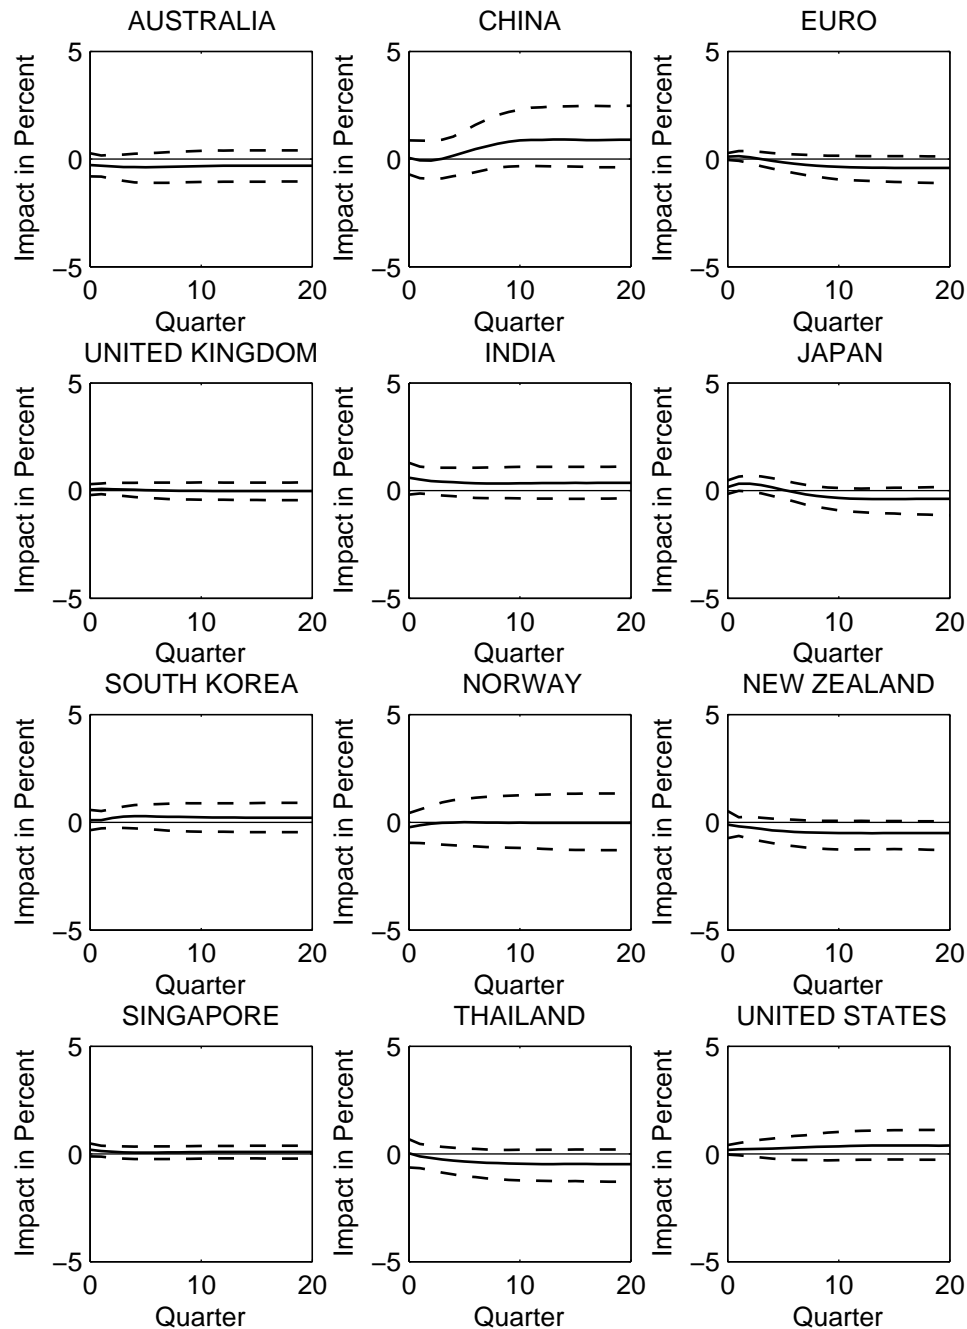 AUSTRALIA
CHINA
EURO
Impact in Percent
5
0
–5
0
10
20
Quarter
Impact in Percent
5
0
–5
0
10
20
Quarter
Impact in Percent
5
0
–5
0
10
20
Quarter
UNITED KINGDOM
INDIA
JAPAN
Impact in Percent
5
0
–5
0
10
20
Quarter
Impact in Percent
5
0
–5
0
10
20
Quarter
Impact in Percent
5
0
–5
0
10
20
Quarter
SOUTH KOREA
NORWAY
NEW ZEALAND
Impact in Percent
5
0
–5
0
10
20
Quarter
Impact in Percent
5
0
–5
0
10
20
Quarter
Impact in Percent
5
0
–5
0
10
20
Quarter
SINGAPORE
THAILAND
UNITED STATES
Impact in Percent
5
0
–5
0
10
20
Quarter
Impact in Percent
5
0
–5
0
10
20
Quarter
Impact in Percent
5
0
–5
0
10
20
Quarter